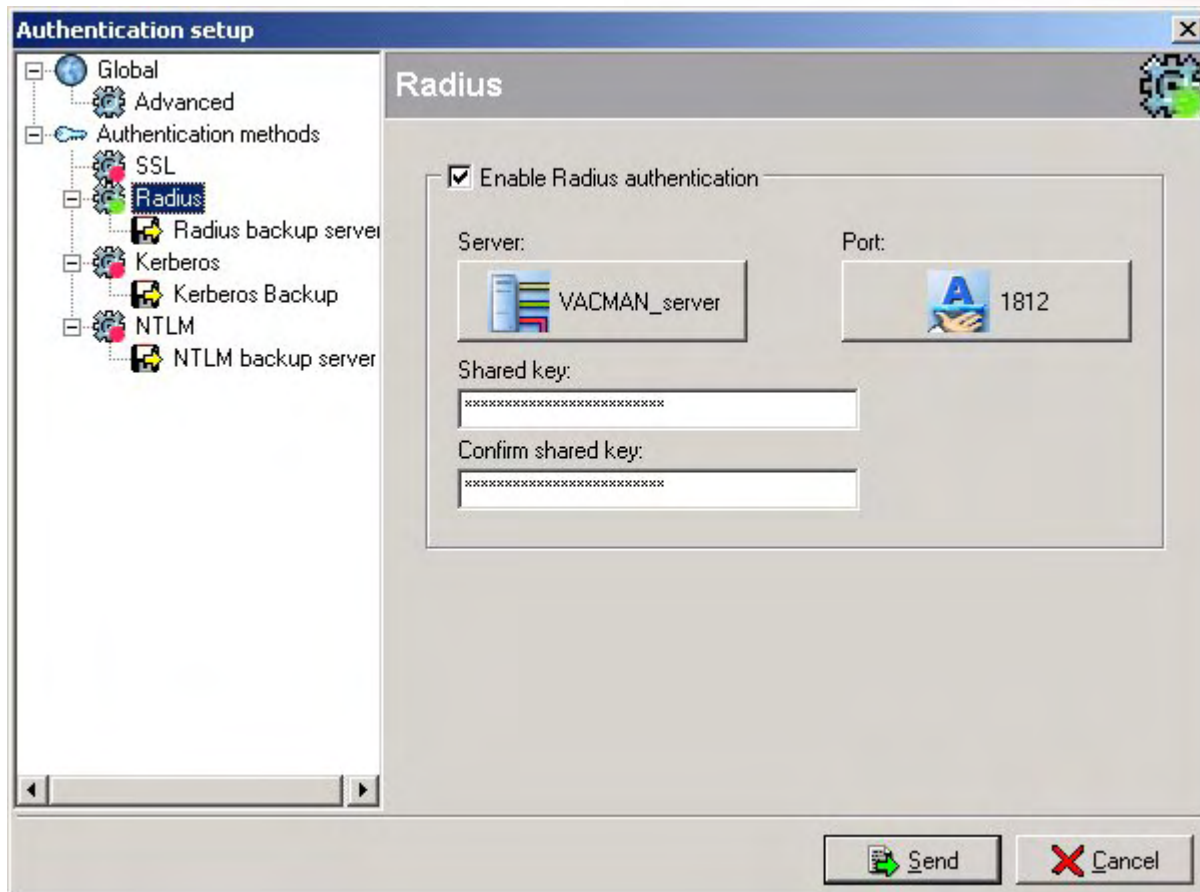 Authentication setup
Global
Advanced
Authentication methods
SSL
Radius
Radius backup server
Kerberos
Kerberos Backup
NTLM
NTLM backup server
Radius
Enable Radius authentication
Server:
Port:
VACMAN_server
A
1812
Shared key:
*************************
Confirm shared key:
*************************
Send
Cancel